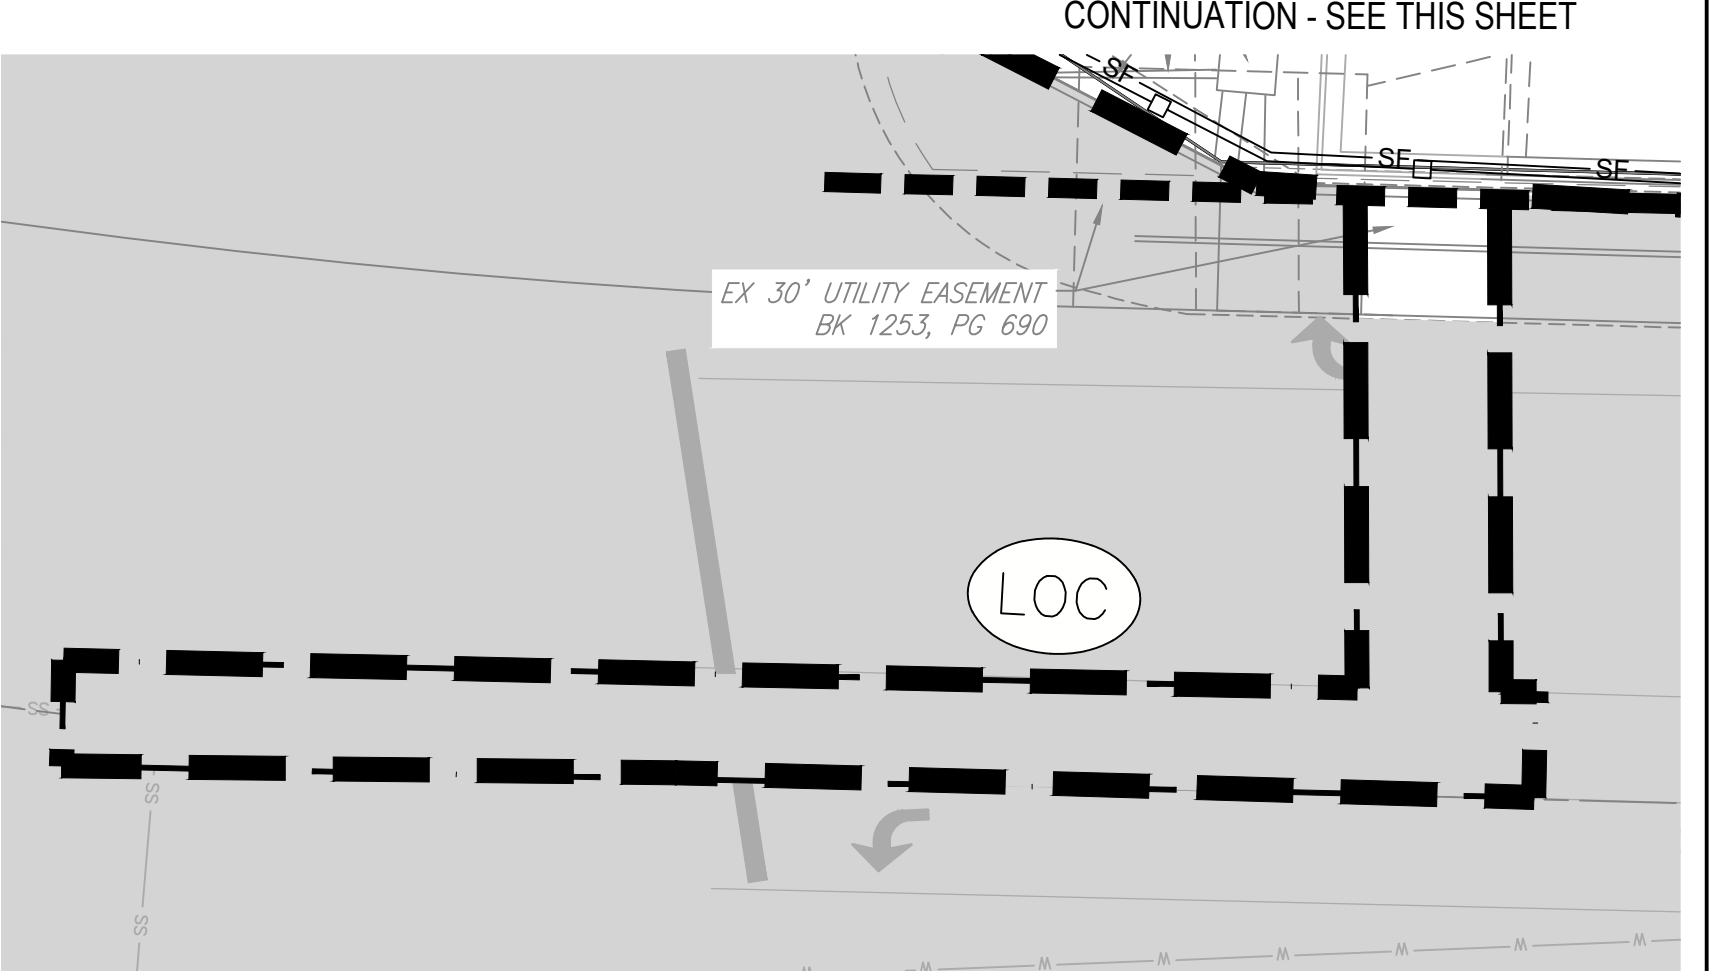 CONTINUATION - SEE THIS SHEET
SF
SF
SF
EX 30' UTILITY EASEMENT
BK 1253, PG 690
LOC
SS
SS
SS
W
W
W
W
W
W
W
W